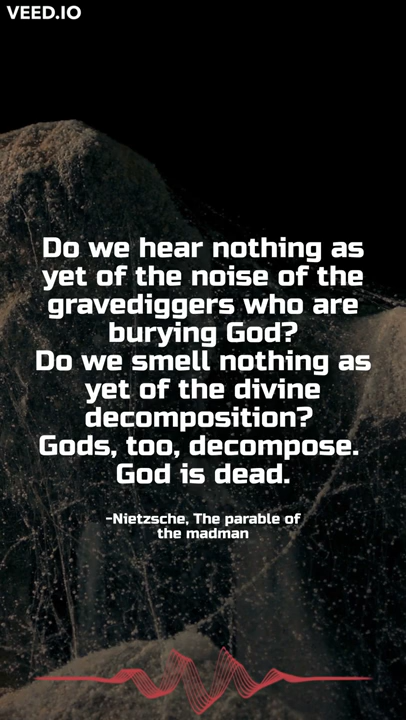 VEED.IO
Do we hear nothing as
yet of the noise of the
gravediggers who are
burying God?
Do we smell nothing as
yet of the divine
decomposition?
Gods, too, decompose.
God is dead.
-Nietzsche, The parable of
the madman